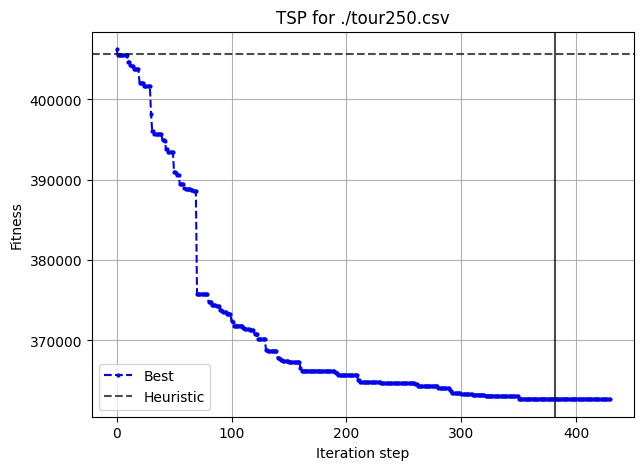 TSP for ./tour250.csv
400000
390000
380000
370000
Fitness
Best
Heuristic
0 100 200 300 400
Iteration step